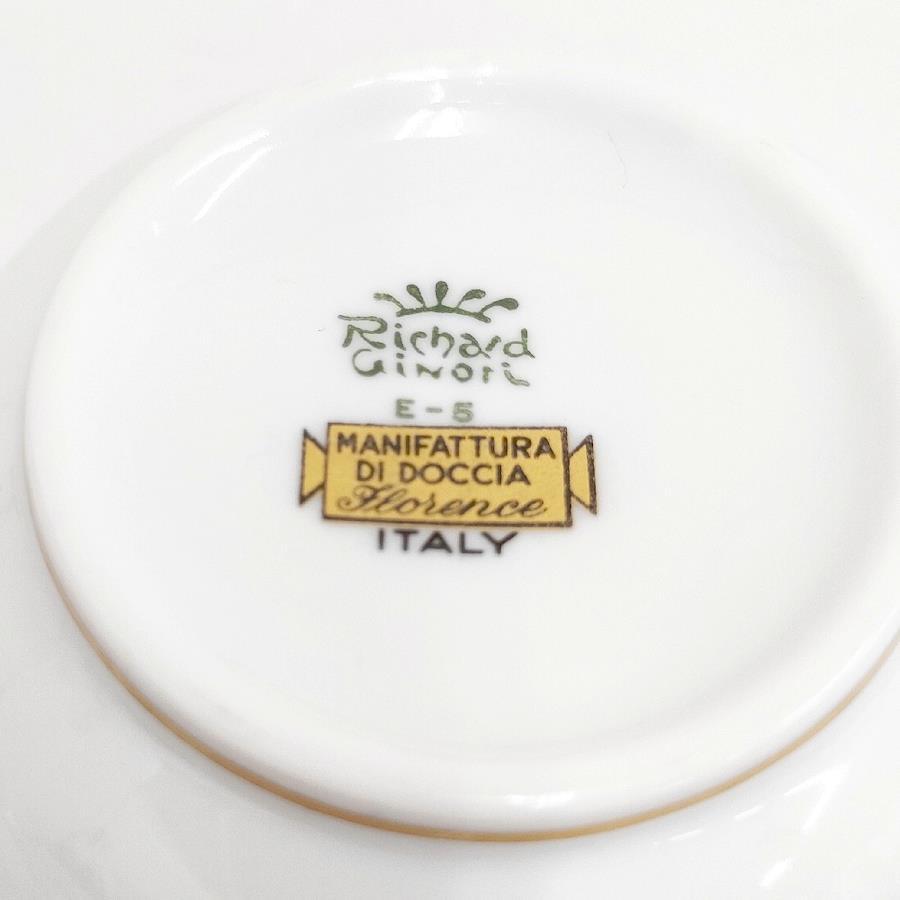 Richard
Ginori
E-5
MANIFATTURA
DI DOCCIA
Florence
ITALY